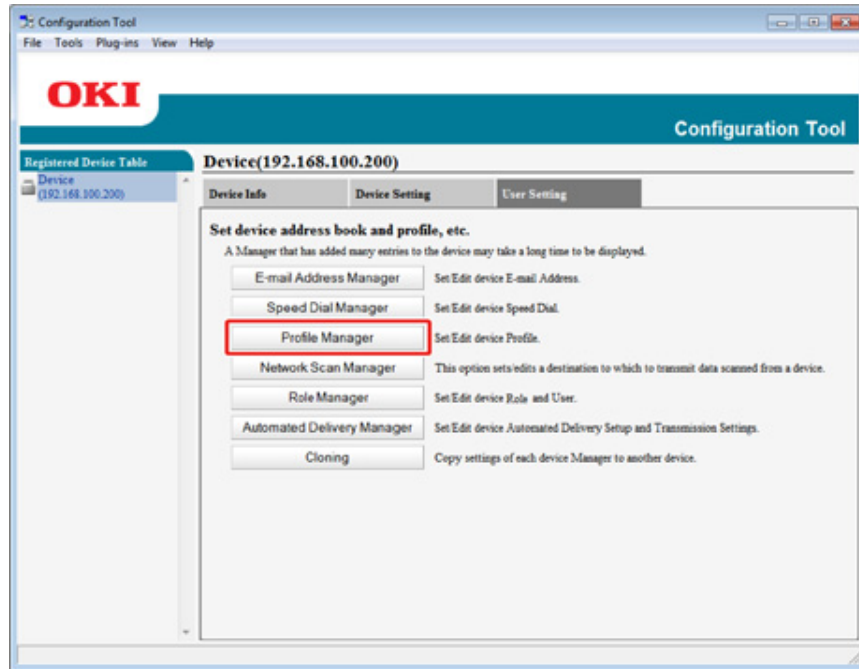 Configuration Tool
File Tools Plug-ins View Help
OKI
Configuration Tool
Registered Device Table
Device
(192.168.100.200)
Device(192.168.100.200)
Device Info Device Setting User Setting
Set device address book and profile, etc.
A Manager that has added many entries to the device may take a long time to be displayed.
E-mail Address Manager Set/Edit device E-mail Address.
Speed Dial Manager Set/Edit device Speed Dial.
Profile Manager Set/Edit device Profile.
Network Scan Manager This option sets/edits a destination to which to transmit data scanned from a device.
Role Manager Set/Edit device Role and User.
Automated Delivery Manager Set/Edit device Automated Delivery Setup and Transmission Settings.
Cloning Copy settings of each device Manager to another device.